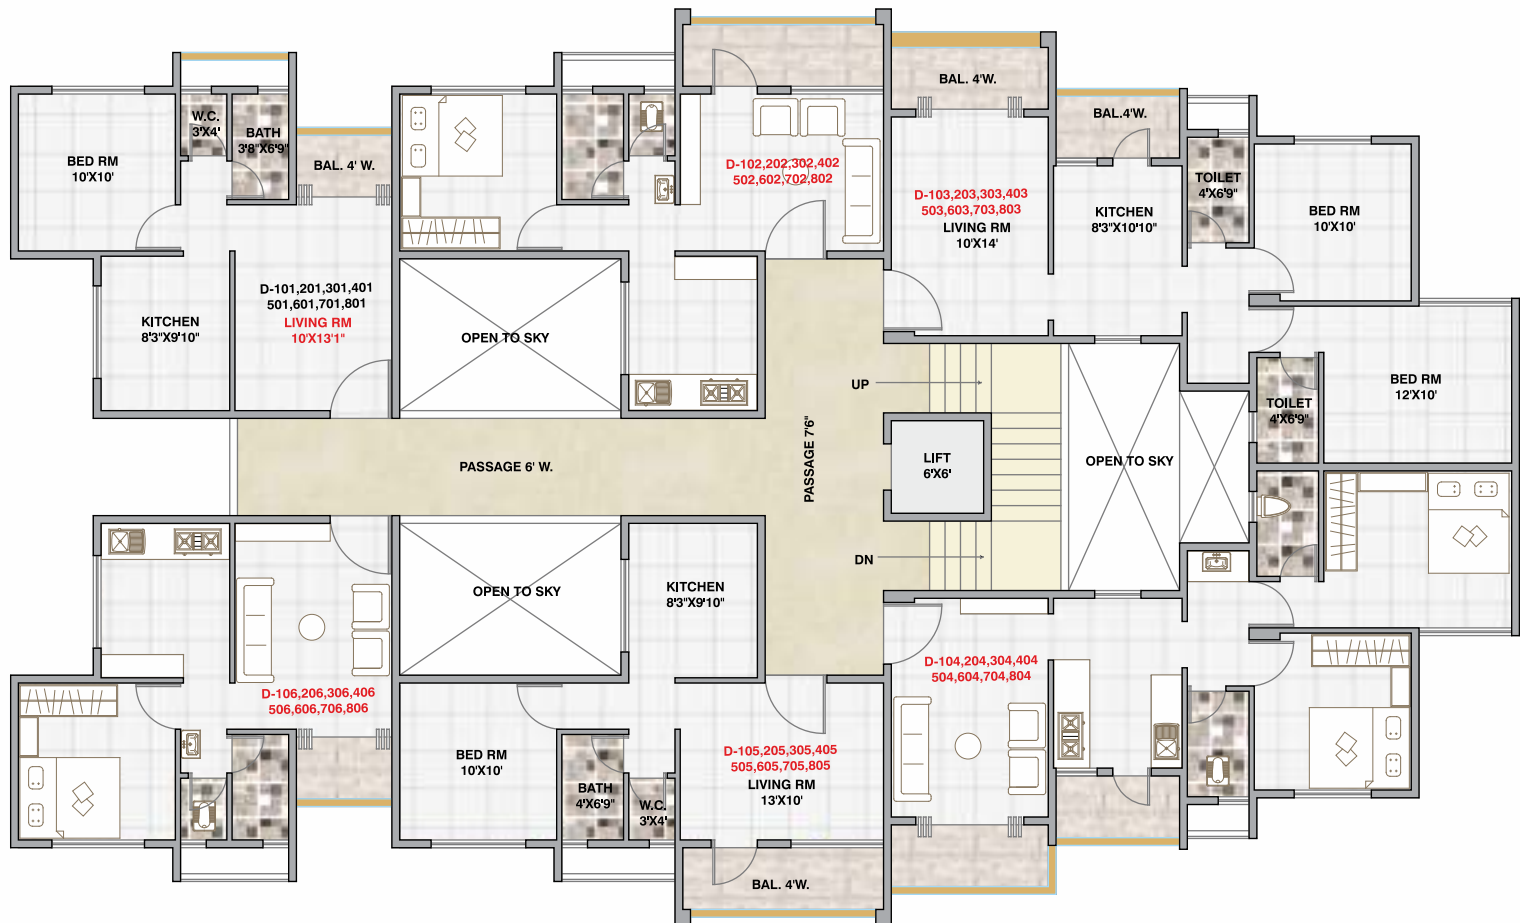 BED RM
10'X10'
W.C.
3'X4'
BATH
3'8"X6'9"
BAL. 4' W.
D-101,201,301,401
501,601,701,801
LIVING RM
10'X13'1"
KITCHEN
8'3"X9'10"
OPEN TO SKY
D-102,202,302,402
502,602,702,802
BAL. 4'W.
D-103,203,303,403
503,603,703,803
LIVING RM
10'X14'
BAL.4'W.
KITCHEN
8'3"X10'10"
TOILET
4'X6'9"
BED RM
10'X10'
BED RM
12'X10'
TOILET
4'X6'9"
UP
LIFT
6'X6'
DN
OPEN TO SKY
PASSAGE 6' W.
PASSAGE 7'6"
OPEN TO SKY
KITCHEN
8'3"X9'10"
D-104,204,304,404
504,604,704,804
D-106,206,306,406
506,606,706,806
BED RM
10'X10'
BATH
4'X6'9"
W.C.
3'X4'
D-105,205,305,405
505,605,705,805
LIVING RM
13'X10'
BAL. 4'W.